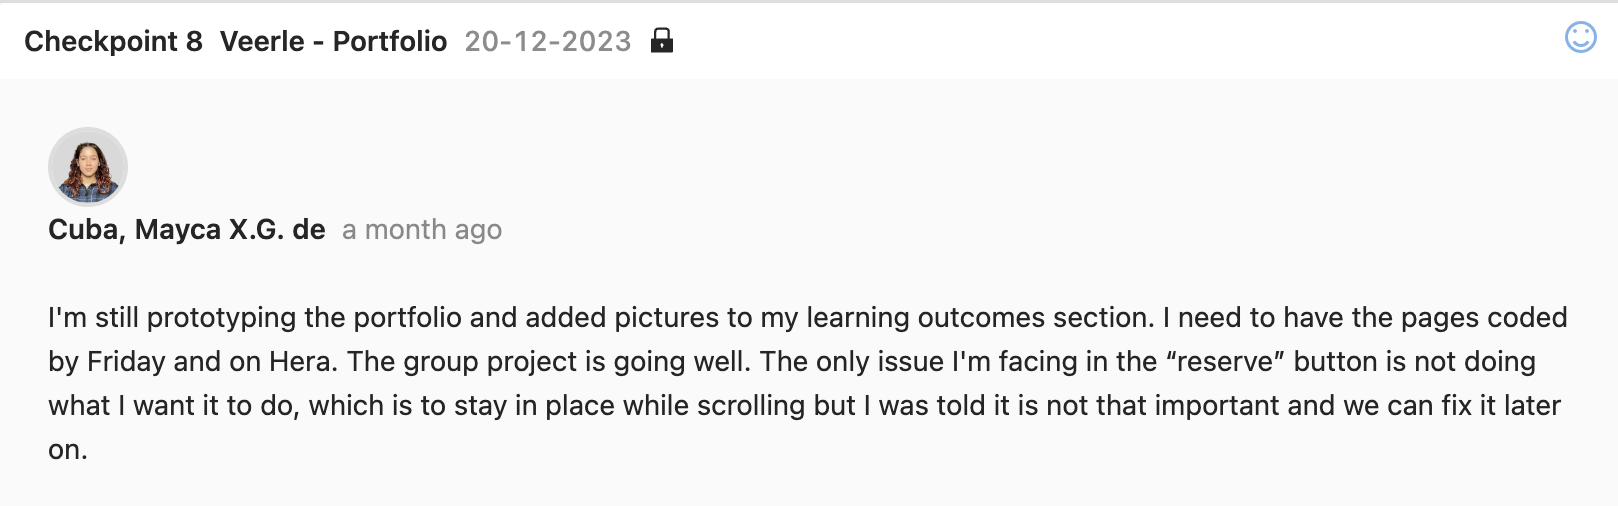 Checkpoint 8 Veerle - Portfolio 20-12-2023
Cuba, Mayca X.G. de a month ago
I'm still prototyping the portfolio and added pictures to my learning outcomes section. I need to have the pages coded
by Friday and on Hera. The group project is going well. The only issue I'm facing in the “reserve” button is not doing
what I want it to do, which is to stay in place while scrolling but I was told it is not that important and we can fix it later
on.